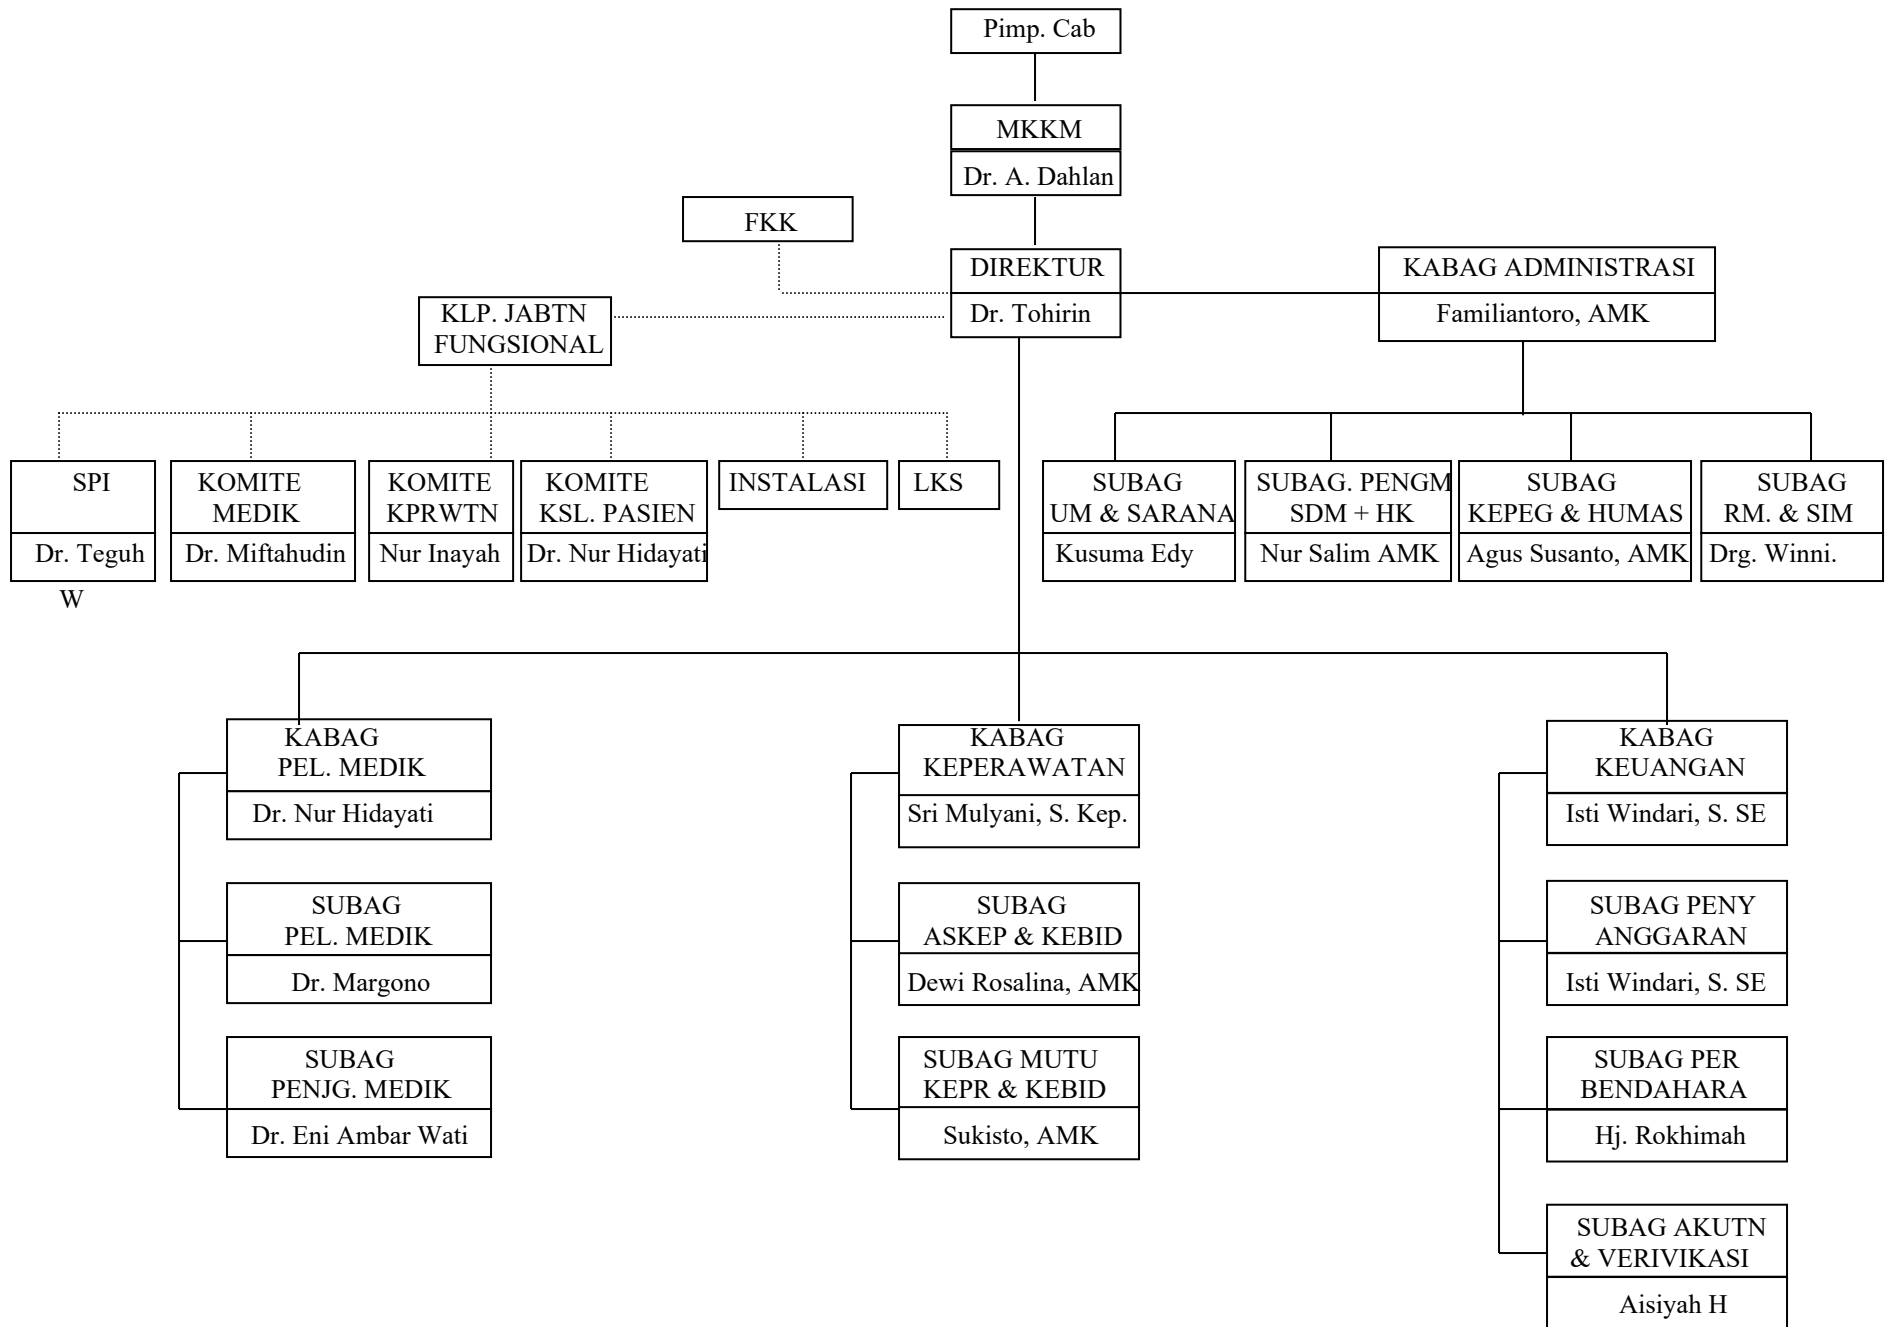 Pimp. Cab
MKKM
Dr. A. Dahlan
FKK
DIREKTUR
Dr. Tohirin
KABAG ADMINISTRASI
Familiantoro, AMK
KLP. JABTN
FUNGSIONAL
SPI
Dr. Teguh
W
KOMITE
MEDIK
Dr. Miftahudin
KOMITE
KPRWTN
Nur Inayah
KOMITE
KSL. PASIEN
Dr. Nur Hidayati
INSTALASI
LKS
SUBAG
UM & SARANA
Kusuma Edy
SUBAG. PENGM
SDM + HK
Nur Salim AMK
SUBAG
KEPEG & HUMAS
Agus Susanto, AMK
SUBAG
RM. & SIM
Drg. Winni.
KABAG
PEL. MEDIK
Dr. Nur Hidayati
SUBAG
PEL. MEDIK
Dr. Margono
SUBAG
PENJG. MEDIK
Dr. Eni Ambar Wati
KABAG
KEPERAWATAN
Sri Mulyani, S. Kep.
SUBAG
ASKEP & KEBID
Dewi Rosalina, AMK
SUBAG MUTU
KEPR & KEBID
Sukisto, AMK
KABAG
KEUANGAN
Isti Windari, S. SE
SUBAG PENY
ANGGARAN
Isti Windari, S. SE
SUBAG PER
BENDAHARA
Hj. Rokhimah
SUBAG AKUTN
& VERIVIKASI
Aisiyah H